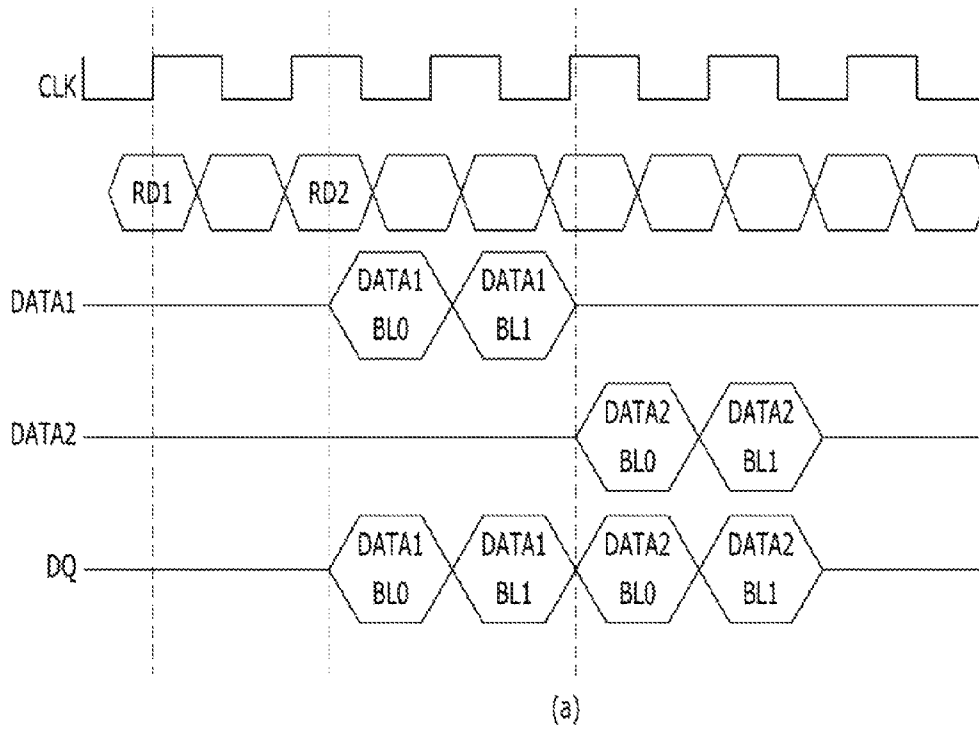 CLK
RD1 RD2
DATA1 DATA1 DATA1
BL0 BL1
DATA2 DATA2 DATA2
BL0 BL1
DQ DATA1 DATA1 DATA2 DATA2
BL0 BL1 BL0 BL1
(a)